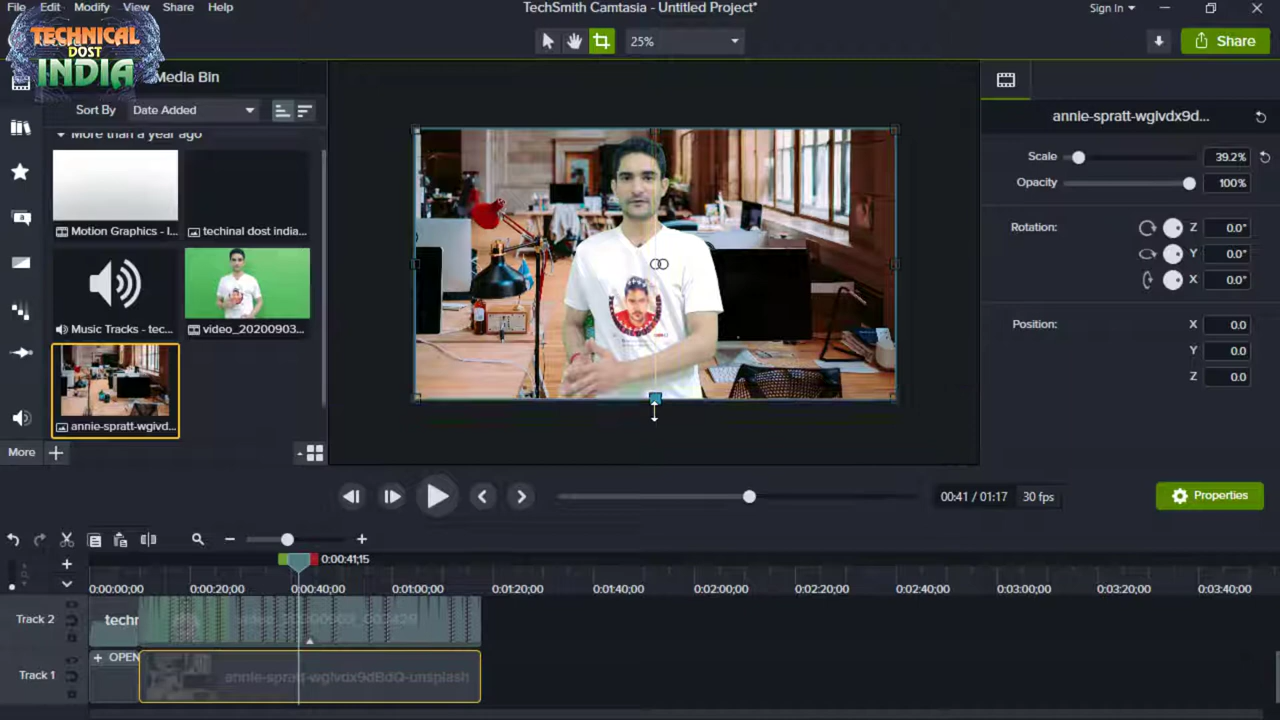 File Edit Modify View Share Help
TechSmith Camtasia - Untitled Project*
Sign In
TECHNICAL
DOST
INDIA
25%
Share
Media Bin
Sort By Date Added
More than a year ago
Motion Graphics - I...
techinal dost india...
Music Tracks - tec...
video_20200903...
annie-spratt-wglvd...
More
annie-spratt-wglvdx9d...
Scale 39.2%
Opacity 100%
Rotation: Z 0.0°
Y 0.0°
X 0.0°
Position: X 0.0
Y 0.0
Z 0.0
00:41 / 01:17 30 fps
Properties
0:00:41;15
0:00:00;00 0:00:20;00 0:00:40;00 0:01:00;00 0:01:20;00 0:01:40;00 0:02:00;00 0:02:20;00 0:02:40;00 0:03:00;00 0:03:20;00 0:03:40;00
Track 2 techn
+ OPEN
Track 1 annie-spratt-wglvdx9dBdQ-unsplash